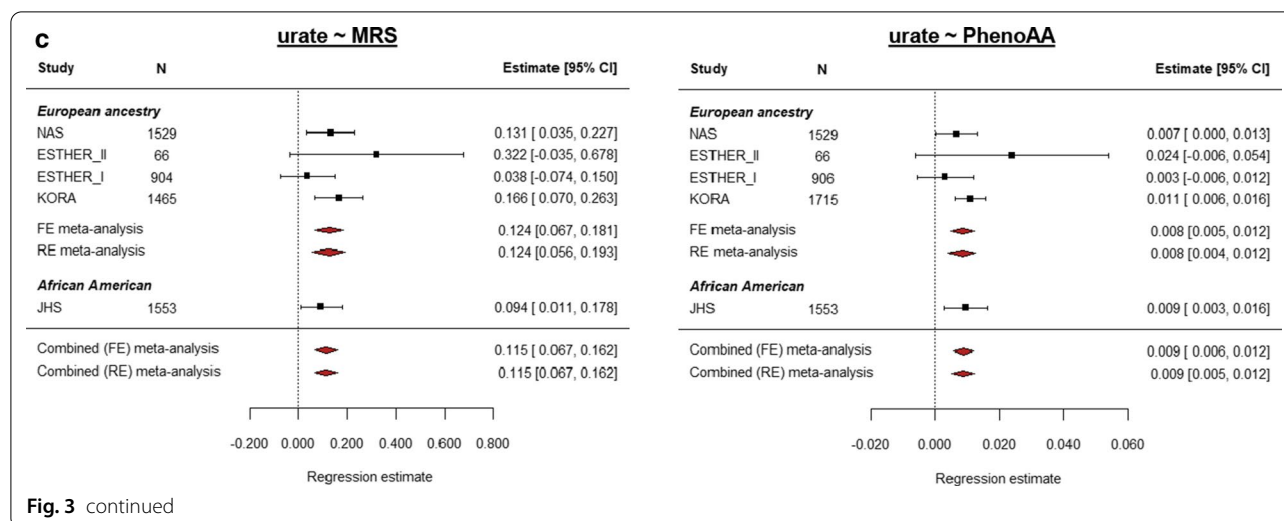 c
urate ~ MRS
Study N Estimate [95% CI]
European ancestry
NAS 1529 0.131 [ 0.035, 0.227]
ESTHER_II 66 0.322 [-0.035, 0.678]
ESTHER_I 904 0.038 [-0.074, 0.150]
KORA 1465 0.166 [ 0.070, 0.263]
FE meta-analysis 0.124 [0.067, 0.181]
RE meta-analysis 0.124 [0.056, 0.193]
African American
JHS 1553 0.094 [ 0.011, 0.178]
Combined (FE) meta-analysis 0.115 [ 0.067, 0.162]
Combined (RE) meta-analysis 0.115 [0.067, 0.162]
-0.200 0.000 0.200 0.400 0.600 0.800
Regression estimate
urate ~ PhenoAA
Study N Estimate [95% CI]
European ancestry
NAS 1529 0.007 [ 0.000, 0.013]
ESTHER_II 66 0.024 [-0.006, 0.054]
ESTHER_I 906 0.003 [-0.006, 0.012]
KORA 1715 0.011 [ 0.006, 0.016]
FE meta-analysis 0.008 [0.005, 0.012]
RE meta-analysis 0.008 [0.004, 0.012]
African American
JHS 1553 0.009 [ 0.003, 0.016]
Combined (FE) meta-analysis 0.009 [ 0.006, 0.012]
Combined (RE) meta-analysis 0.009 [0.005, 0.012]
-0.020 0.000 0.020 0.040 0.060
Regression estimate
Fig. 3 continued